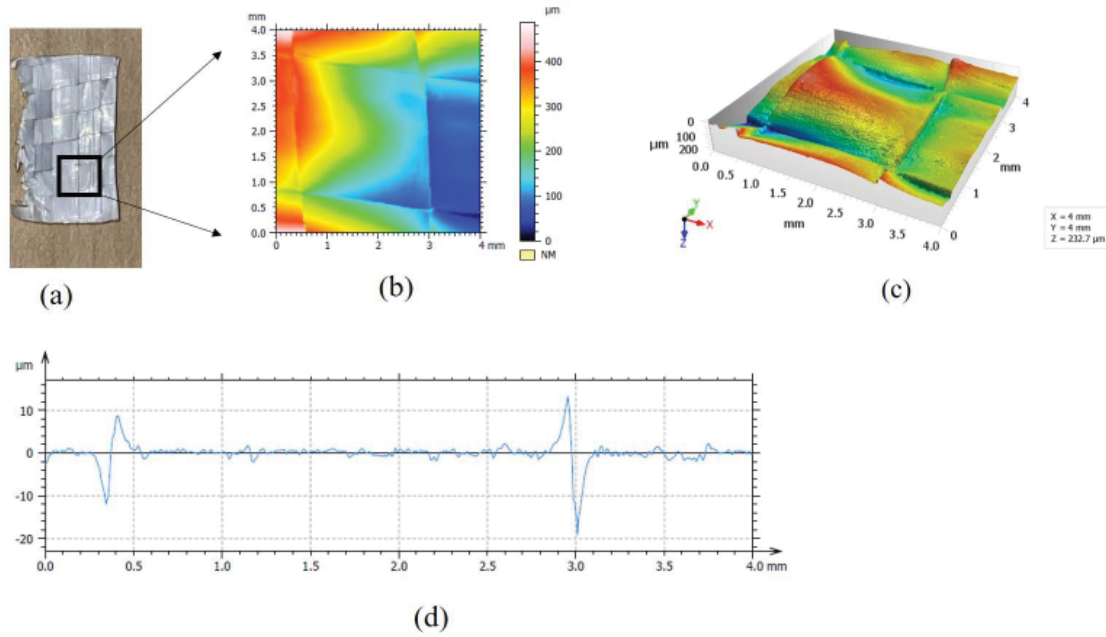 mm
µm
4.0
3.5
3.0
2.5
2.0
1.5
1.0
0.5
0.0
0 1 2 3 4 mm
400
300
200
100
0
NM
(a)
(b)
0
µm 100
200
0.0
0.5
1.0
1.5
mm
2.0
2.5
3.0
3.5
4.0
0
1
2
mm
3
4
Y
X
Z
X = 4 mm
Y = 4 mm
Z = 232.7 µm
(c)
µm
10
0
-10
-20
0.0 0.5 1.0 1.5 2.0 2.5 3.0 3.5 4.0 mm
(d)